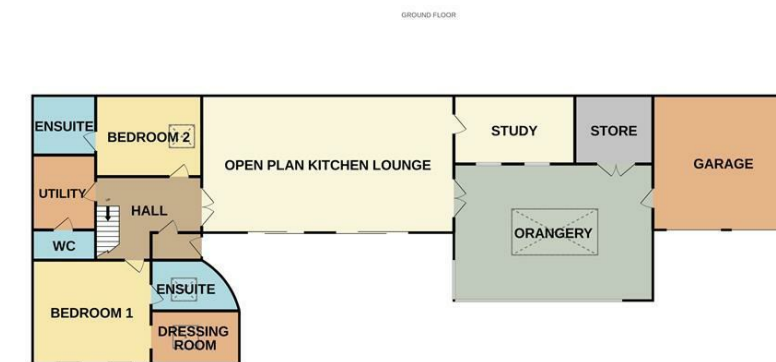 GROUND FLOOR
ENSUITE
BEDROOM 2
OPEN PLAN KITCHEN LOUNGE
STUDY
STORE
GARAGE
UTILITY
HALL
WC
ORANGERY
BEDROOM 1
ENSUITE
DRESSING
ROOM